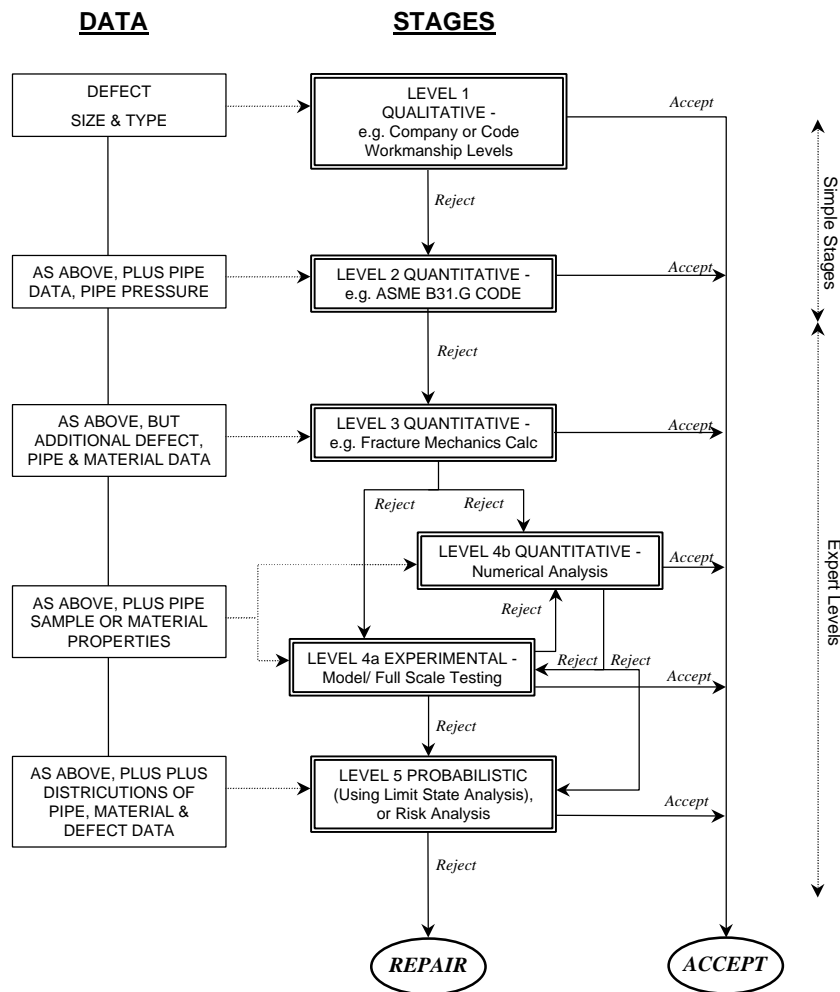 DATA
STAGES
DEFECT
SIZE & TYPE
LEVEL 1
QUALITATIVE -
e.g. Company or Code
Workmanship Levels
Accept
Reject
Simple Stages
AS ABOVE, PLUS PIPE
DATA, PIPE PRESSURE
LEVEL 2 QUANTITATIVE -
e.g. ASME B31.G CODE
Accept
Reject
AS ABOVE, BUT
ADDITIONAL DEFECT,
PIPE & MATERIAL DATA
LEVEL 3 QUANTITATIVE -
e.g. Fracture Mechanics Calc
Accept
Reject
Reject
LEVEL 4b QUANTITATIVE -
Numerical Analysis
Accept
Expert Levels
AS ABOVE, PLUS PIPE
SAMPLE OR MATERIAL
PROPERTIES
Reject
LEVEL 4a EXPERIMENTAL -
Model/ Full Scale Testing
Reject
Reject
Accept
Reject
AS ABOVE, PLUS PLUS
DISTRICUTIONS OF
PIPE, MATERIAL &
DEFECT DATA
LEVEL 5 PROBABILISTIC
(Using Limit State Analysis),
or Risk Analysis
Accept
Reject
REPAIR
ACCEPT